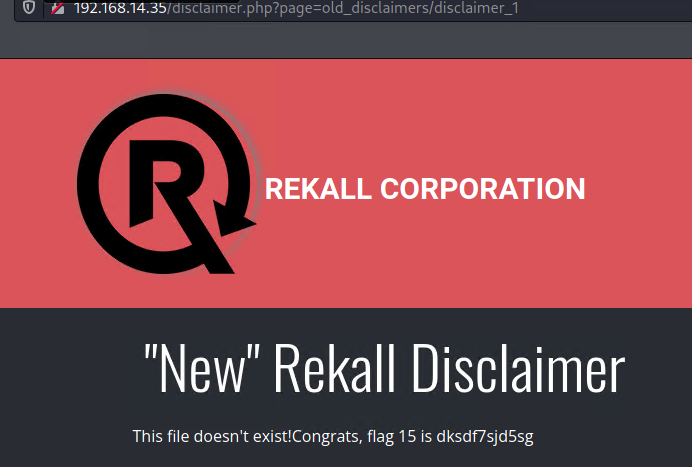 192.168.14.35/disclaimer.php?page=old_disclaimers/disclaimer_1
R
REKALL CORPORATION
"New" Rekall Disclaimer
This file doesn't exist!Congrats, flag 15 is dksdf7sjd5sg